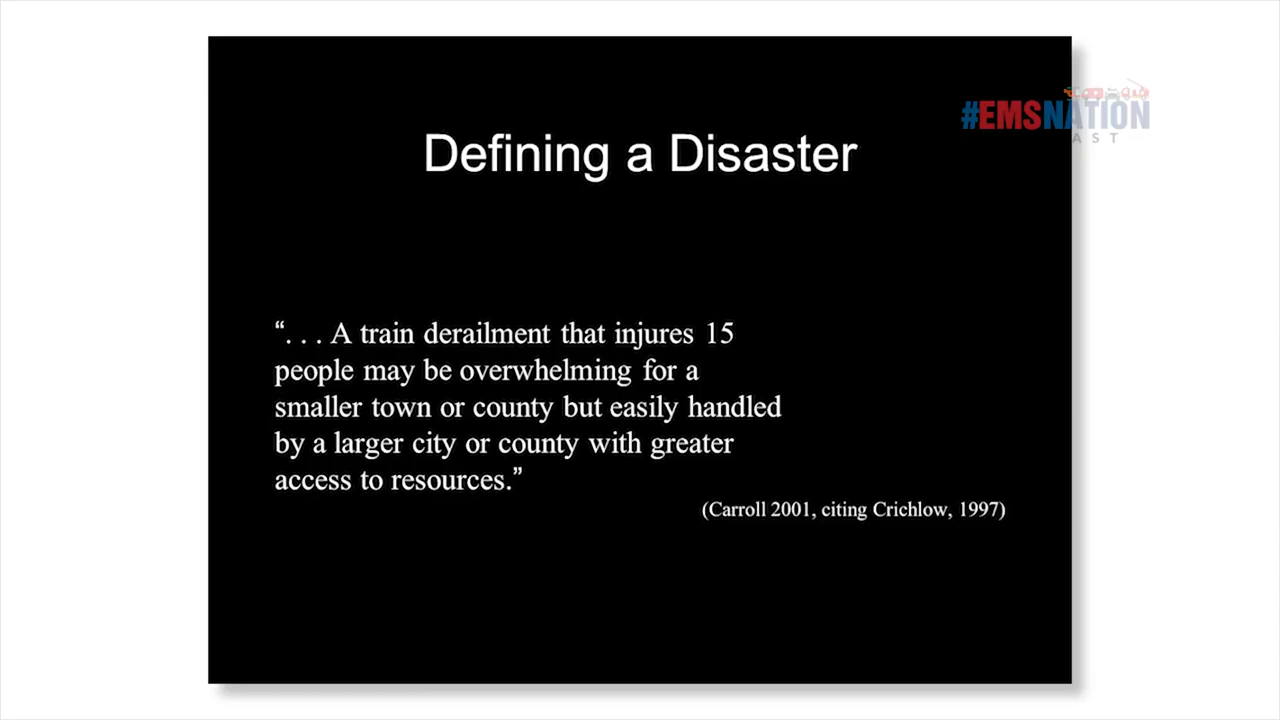 #EMSNATION
AST
Defining a Disaster
“. . . A train derailment that injures 15
people may be overwhelming for a
smaller town or county but easily handled
by a larger city or county with greater
access to resources.”
(Carroll 2001, citing Crichlow, 1997)